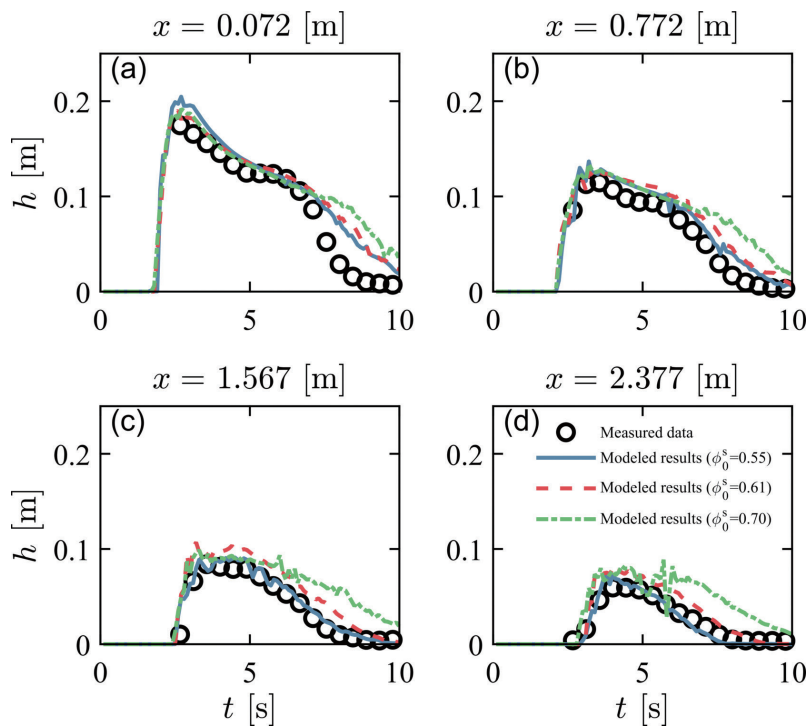 x = 0.072 [m]
x = 0.772 [m]
(a)
h [m]
0.2
0.1
0
0
5
10
(b)
h [m]
0.2
0.1
0
0
5
10
x = 1.567 [m]
x = 2.377 [m]
(c)
h [m]
0.2
0.1
0
0
5
10
t [s]
(d)
Measured data
Modeled results (ϕ₀ˢ=0.55)
Modeled results (ϕ₀ˢ=0.61)
Modeled results (ϕ₀ˢ=0.70)
h [m]
0.2
0.1
0
0
5
10
t [s]